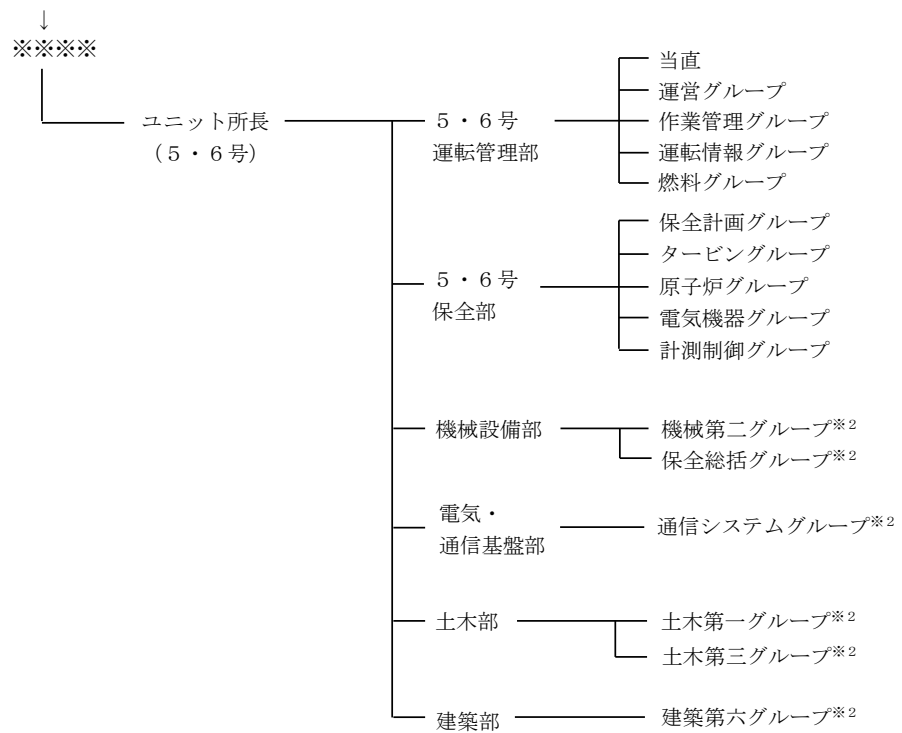 ↓
※※※※
ユニット所長
（５・６号）
５・６号
運転管理部
当直
運営グループ
作業管理グループ
運転情報グループ
燃料グループ
５・６号
保全部
保全計画グループ
タービングループ
原子炉グループ
電気機器グループ
計測制御グループ
機械設備部
機械第二グループ※２
保全総括グループ※２
電気・
通信基盤部
通信システムグループ※２
土木部
土木第一グループ※２
土木第三グループ※２
建築部
建築第六グループ※２